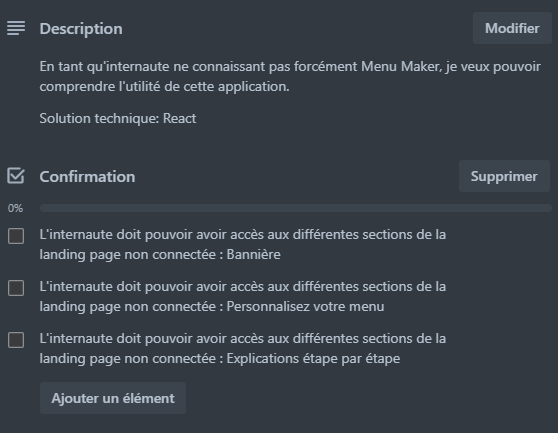 Description
Modifier
En tant qu'internaute ne connaissant pas forcément Menu Maker, je veux pouvoir
comprendre l'utilité de cette application.
Solution technique: React
Confirmation
Supprimer
0%
L'internaute doit pouvoir avoir accès aux différentes sections de la
landing page non connectée : Bannière
L'internaute doit pouvoir avoir accès aux différentes sections de la
landing page non connectée : Personnalisez votre menu
L'internaute doit pouvoir avoir accès aux différentes sections de la
landing page non connectée : Explications étape par étape
Ajouter un élément